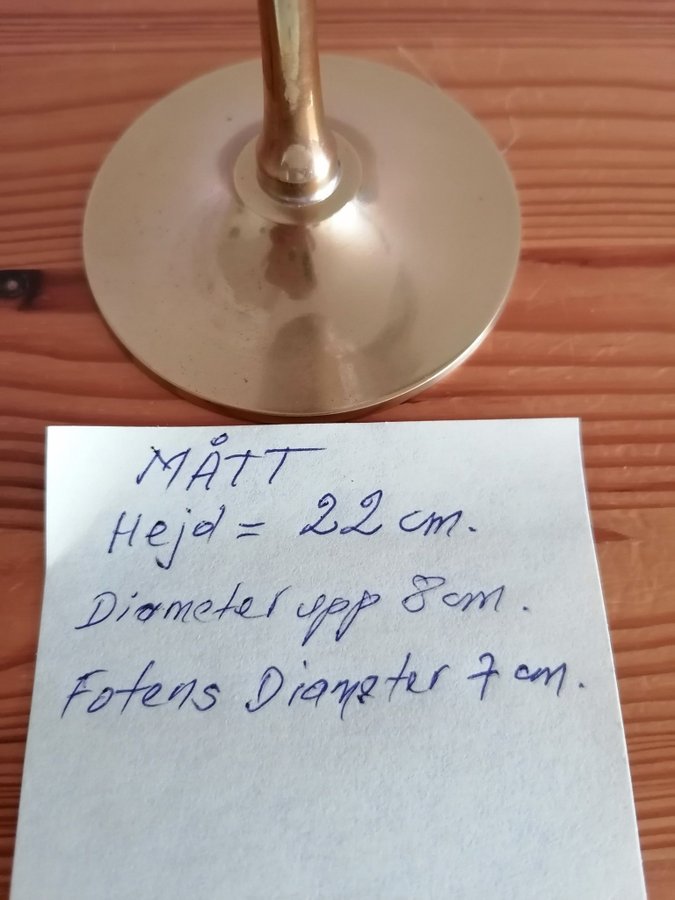 MÅTT
Hejd = 22 cm.
Diameter upp 8 cm.
Fotens Diameter 7 cm.